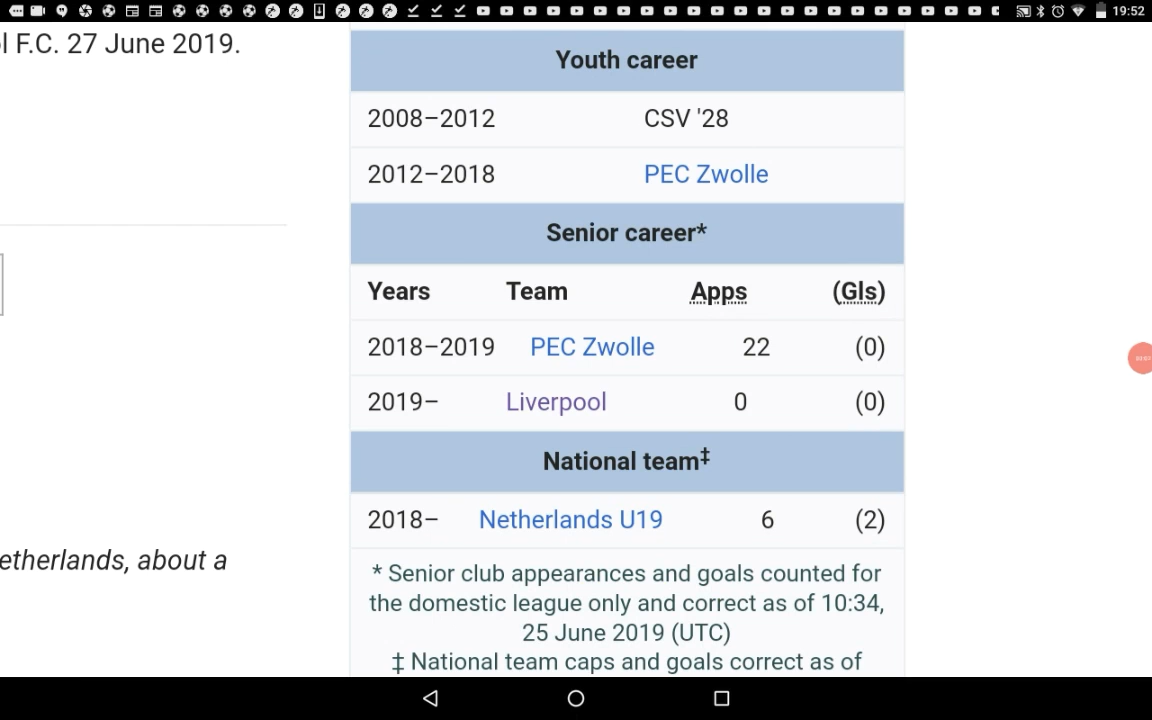 19:52
l F.C. 27 June 2019.
Youth career
2008–2012 CSV '28
2012–2018 PEC Zwolle
Senior career*
Years Team Apps (Gls)
2018–2019 PEC Zwolle 22 (0)
2019– Liverpool 0 (0)
National team‡
2018– Netherlands U19 6 (2)
etherlands, about a
* Senior club appearances and goals counted for
the domestic league only and correct as of 10:34,
25 June 2019 (UTC)
‡ National team caps and goals correct as of